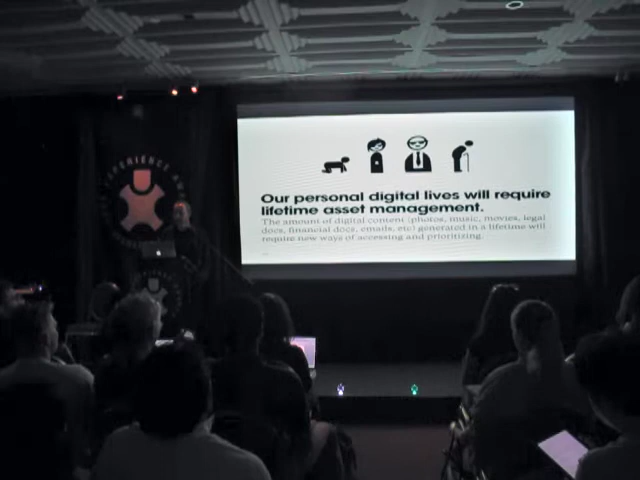 Our personal digital lives will require
lifetime asset management.
The amount of digital content (photos, music, movies, legal
docs, financial docs, emails, etc) generated in a lifetime will
require new ways of accessing and prioritizing.
EXPERIENCE